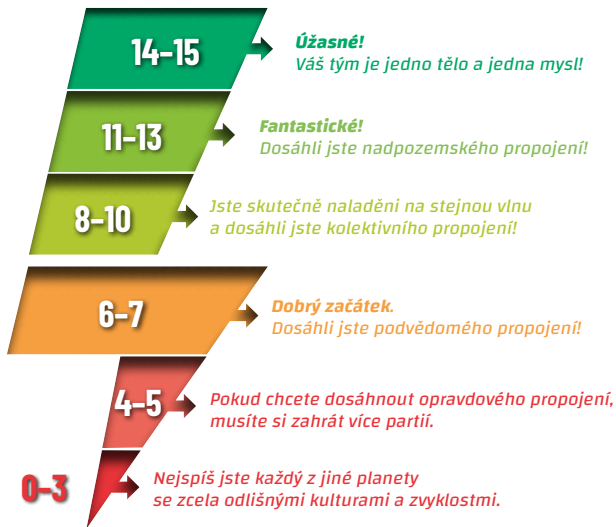 14–15
Úžasné!
Váš tým je jedno tělo a jedna mysl!
11–13
Fantastické!
Dosáhli jste nadpozemského propojení!
8–10
Jste skutečně naladěni na stejnou vlnu
a dosáhli jste kolektivního propojení!
6–7
Dobrý začátek.
Dosáhli jste podvědomého propojení!
4–5
Pokud chcete dosáhnout opravdového propojení,
musíte si zahrát více partií.
0–3
Nejspíš jste každý z jiné planety
se zcela odlišnými kulturami a zvyklostmi.